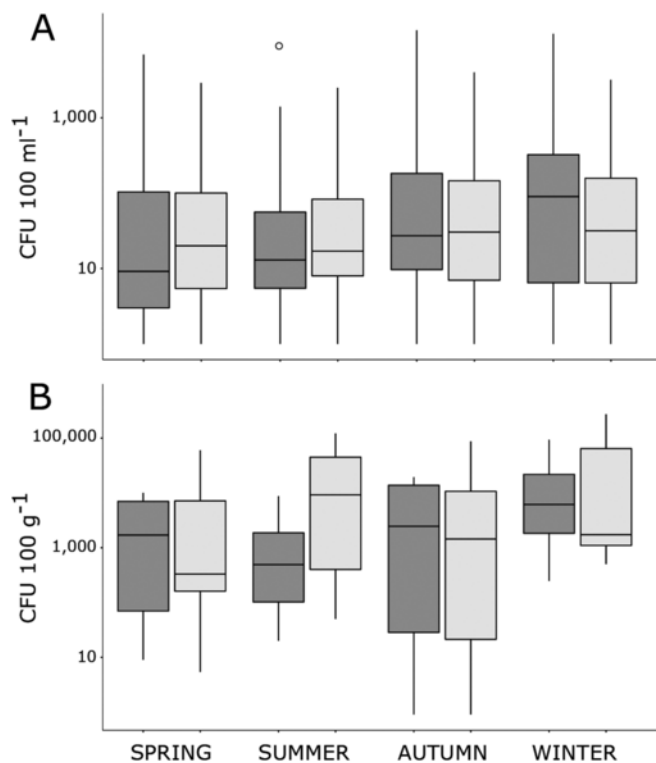 A
CFU 100 ml⁻¹
1,000
10
B
CFU 100 g⁻¹
100,000
1,000
10
SPRING SUMMER AUTUMN WINTER